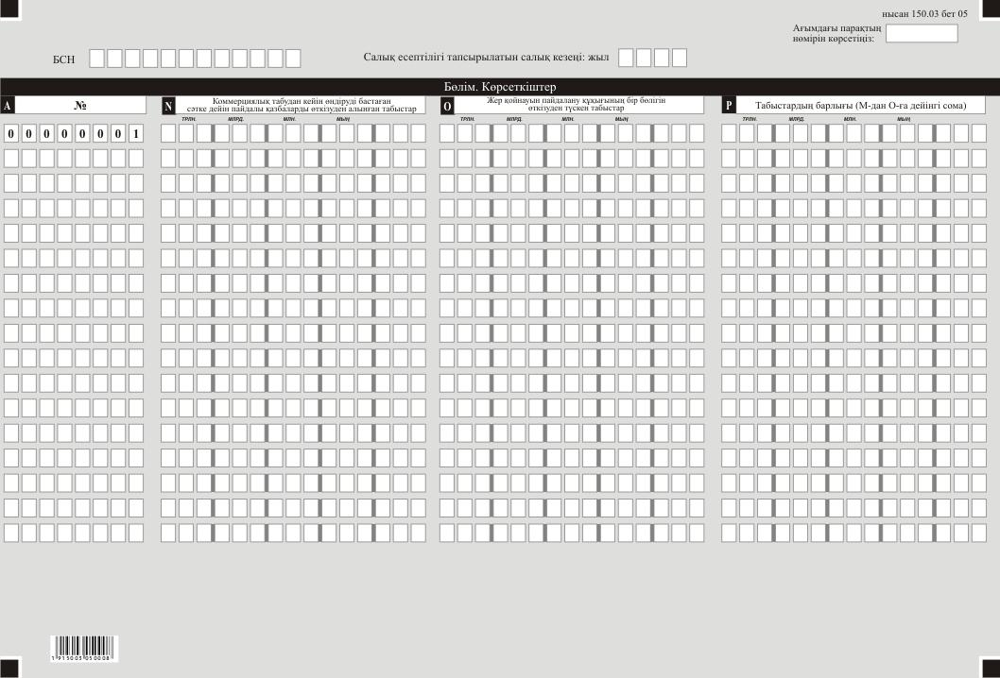 нысан 150.03 бет 05
Ағымдағы парақтың
нөмірін көрсетіңіз:
БСН
Салық есептілігі тапсырылатын салық кезеңі: жыл
Бөлім. Көрсеткіштер
A №
N Коммерциялық табудан кейін өндіруді бастаған
сәтке дейін пайдалы қазбаларды өткізуден алынған табыстар
O Жер қойнауын пайдалану құқығының бір бөлігін
өткізуден түскен табыстар
P Табыстардың барлығы (М-дан О-ға дейінгі сома)
ТРЛН. МЛРД. МЛН. МЫҢ ТРЛН. МЛРД. МЛН. МЫҢ ТРЛН. МЛРД. МЛН. МЫҢ
0 0 0 0 0 0 0 1
1 915003 050008